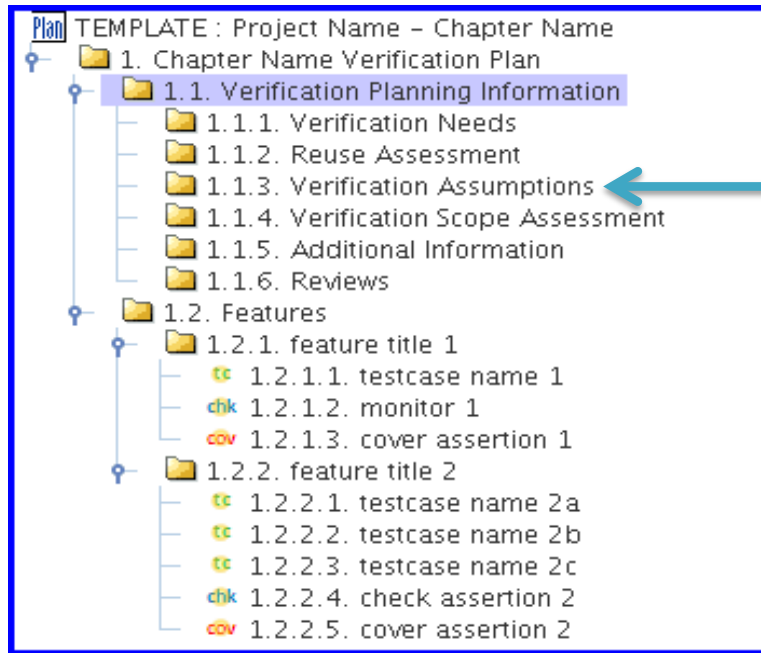 Plan TEMPLATE : Project Name – Chapter Name
1. Chapter Name Verification Plan
1.1. Verification Planning Information
1.1.1. Verification Needs
1.1.2. Reuse Assessment
1.1.3. Verification Assumptions
1.1.4. Verification Scope Assessment
1.1.5. Additional Information
1.1.6. Reviews
1.2. Features
1.2.1. feature title 1
tc 1.2.1.1. testcase name 1
chk 1.2.1.2. monitor 1
cov 1.2.1.3. cover assertion 1
1.2.2. feature title 2
tc 1.2.2.1. testcase name 2a
tc 1.2.2.2. testcase name 2b
tc 1.2.2.3. testcase name 2c
chk 1.2.2.4. check assertion 2
cov 1.2.2.5. cover assertion 2